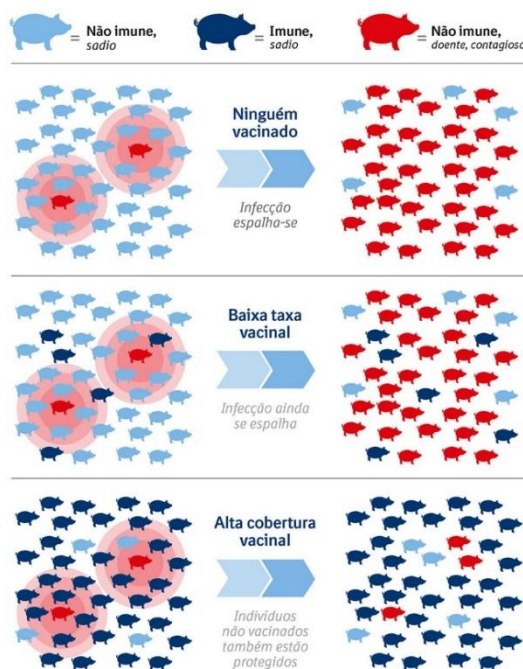 = Não imune,
sadio
= Imune,
sadio
= Não imune,
doente, contagioso
Ninguém
vacinado
Infecção
espalha-se
Baixa taxa
vacinal
Infecção ainda
se espalha
Alta cobertura
vacinal
Indivíduos
não vacinados
também estão
protegidos